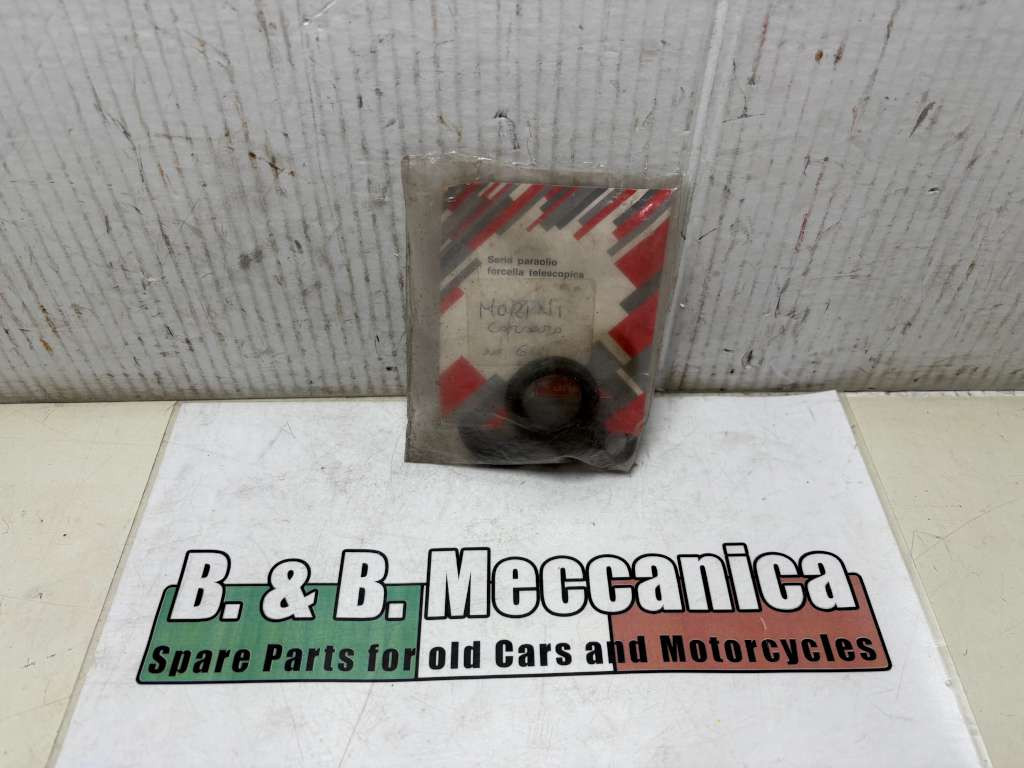 Serie paraolio
forcella telescopica
MORINI
B. & B. Meccanica
Spare Parts for old Cars and Motorcycles